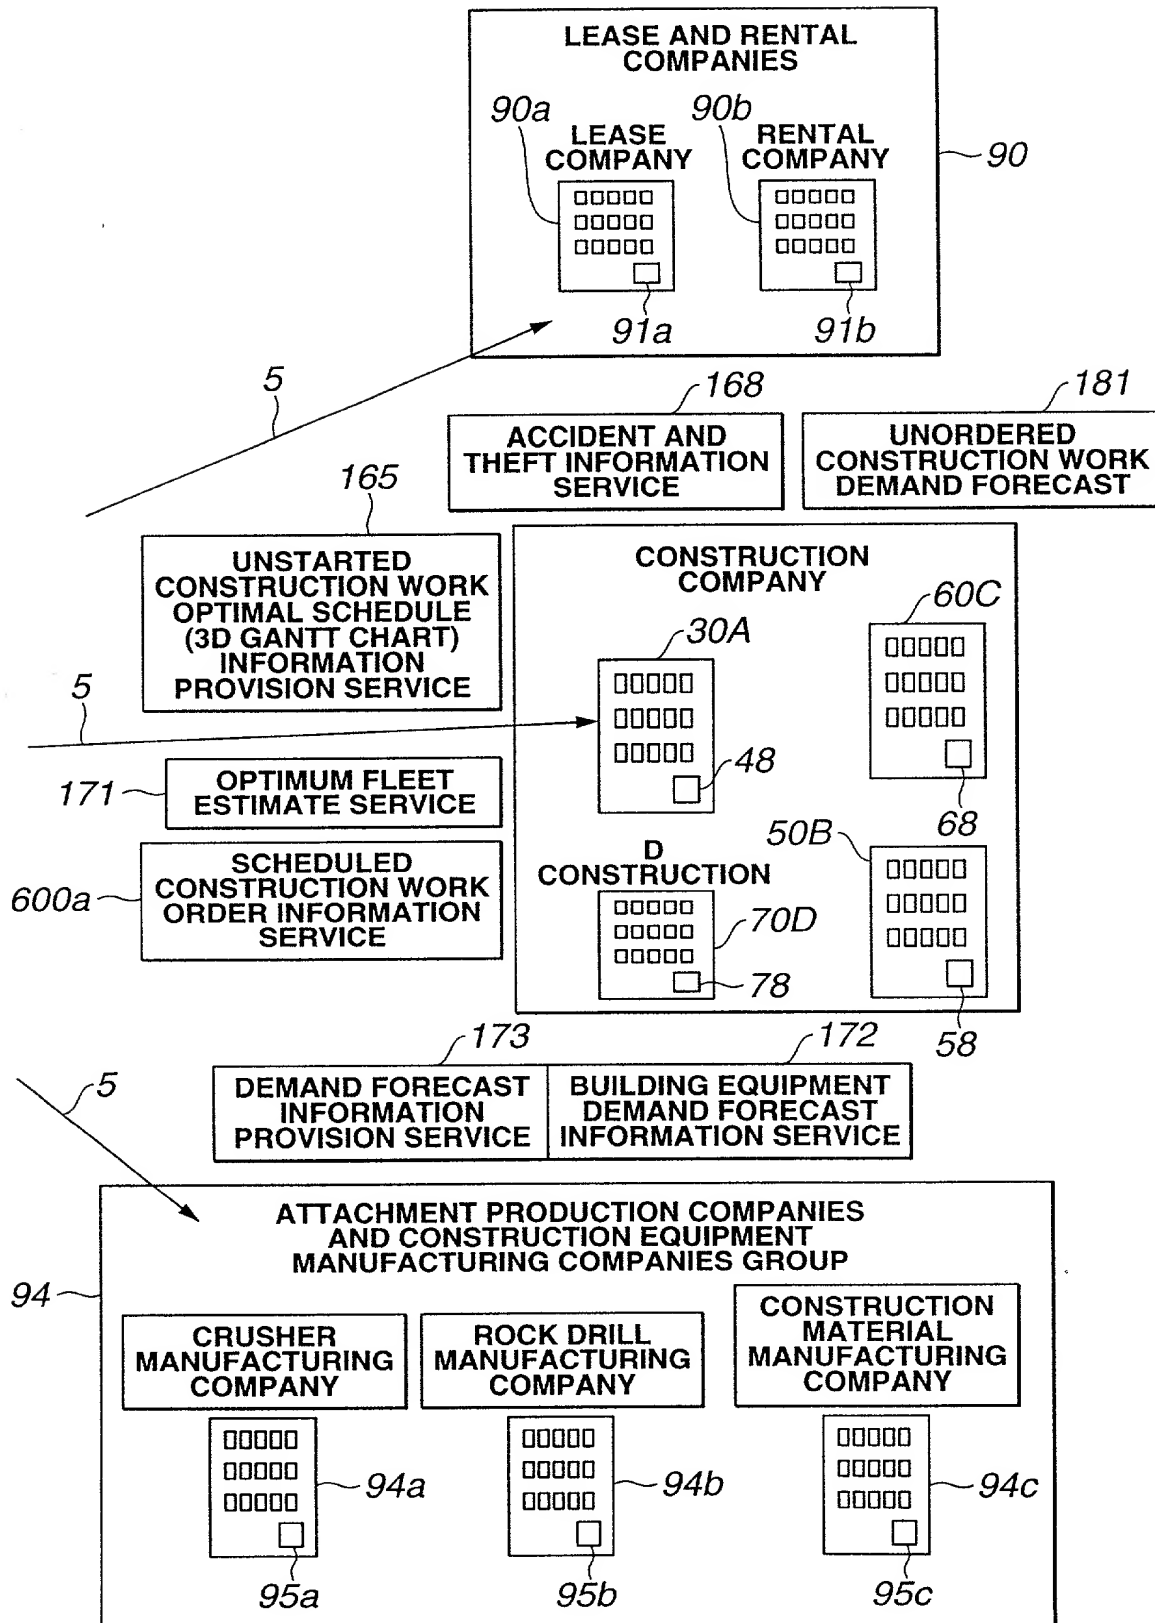 LEASE AND RENTAL
COMPANIES
90a
90b
LEASE
COMPANY
RENTAL
COMPANY
90
91a
91b
5
168
181
ACCIDENT AND
THEFT INFORMATION
SERVICE
UNORDERED
CONSTRUCTION WORK
DEMAND FORECAST
165
UNSTARTED
CONSTRUCTION WORK
OPTIMAL SCHEDULE
(3D GANTT CHART)
INFORMATION
PROVISION SERVICE
CONSTRUCTION
COMPANY
60C
30A
5
48
68
171
OPTIMUM FLEET
ESTIMATE SERVICE
50B
D
CONSTRUCTION
600a
SCHEDULED
CONSTRUCTION WORK
ORDER INFORMATION
SERVICE
70D
78
58
173
172
5
DEMAND FORECAST
INFORMATION
PROVISION SERVICE
BUILDING EQUIPMENT
DEMAND FORECAST
INFORMATION SERVICE
ATTACHMENT PRODUCTION COMPANIES
AND CONSTRUCTION EQUIPMENT
MANUFACTURING COMPANIES GROUP
94
CRUSHER
MANUFACTURING
COMPANY
ROCK DRILL
MANUFACTURING
COMPANY
CONSTRUCTION
MATERIAL
MANUFACTURING
COMPANY
94a
94b
94c
95a
95b
95c